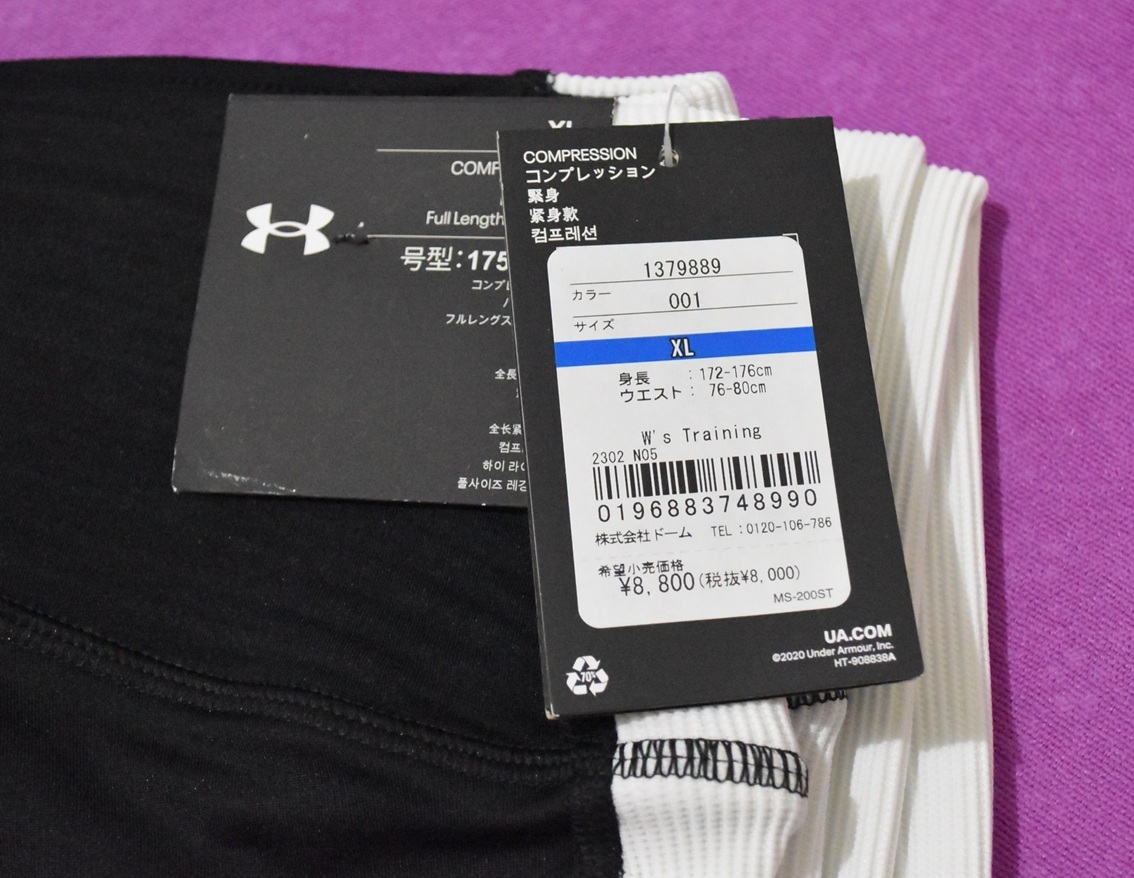 XL
COMP
Full Length
号型：175
コンプ
フルレングス
全長
全长紧
컴프
하이 라
풀사이즈 레깅
COMPRESSION
コンプレッション
緊身
紧身款
컴프레션
1379889
カラー 001
サイズ
XL
身長 : 172-176cm
ウエスト : 76-80cm
W's Training
2302 N05
0196883748990
株式会社ドーム TEL:0120-106-786
希望小売価格
¥8,800(税抜¥8,000)
MS-200ST
UA.COM
©2020 Under Armour, Inc.
HT-908838A
70%